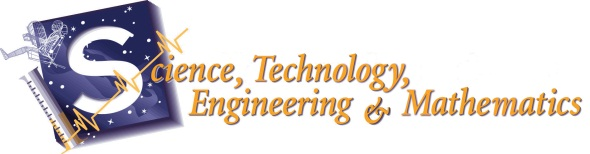 Science, Technology,
Engineering & Mathematics